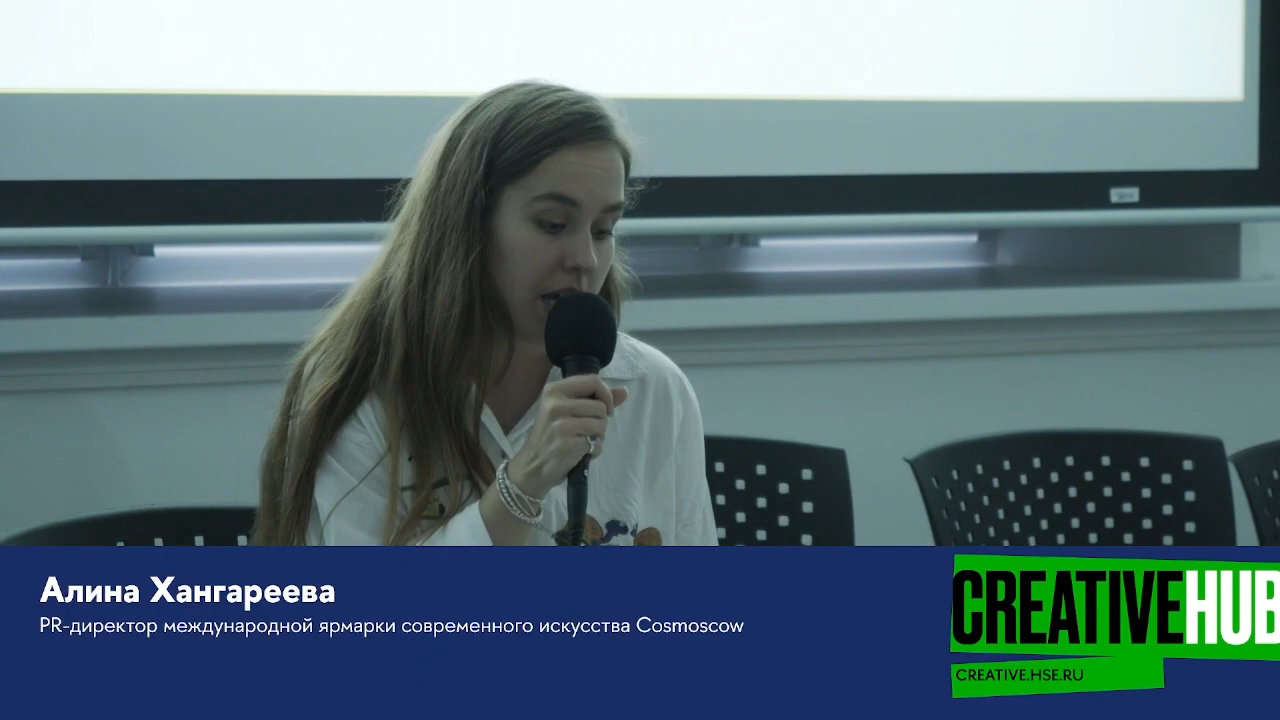 Алина Хангареева
PR-директор международной ярмарки современного искусства Cosmoscow
CREATIVEHUB
CREATIVE.HSE.RU